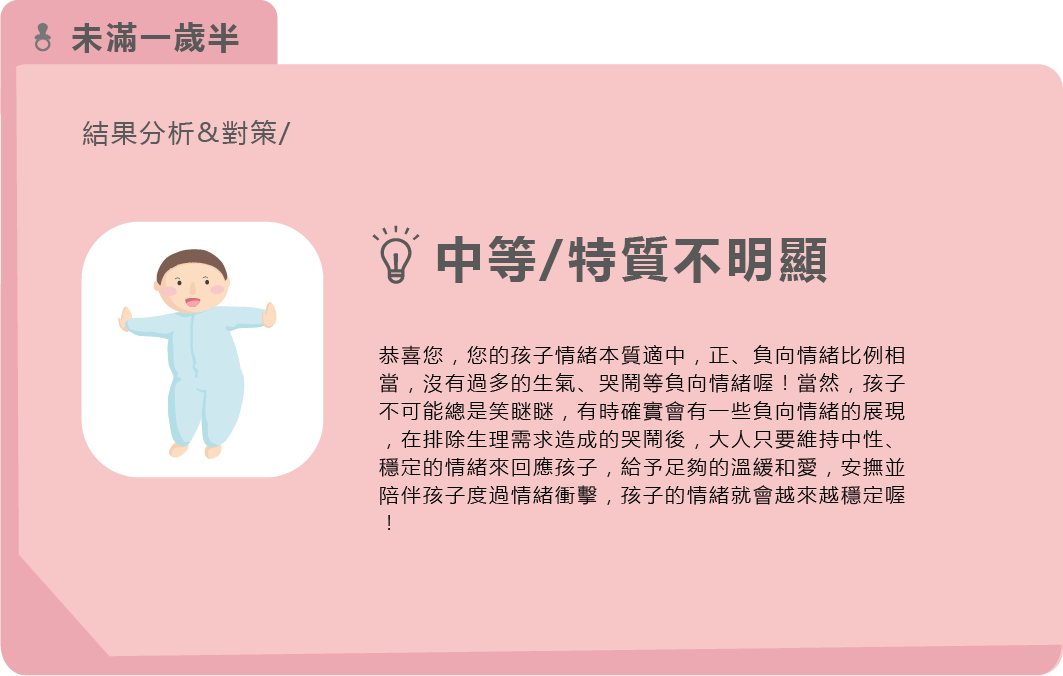 未滿一歲半
結果分析&對策/
中等/特質不明顯
恭喜您，您的孩子情緒本質適中，正、負向情緒比例相
當，沒有過多的生氣、哭鬧等負向情緒喔！當然，孩子
不可能總是笑瞇瞇，有時確實會有一些負向情緒的展現
，在排除生理需求造成的哭鬧後，大人只要維持中性、
穩定的情緒來回應孩子，給予足夠的溫緩和愛，安撫並
陪伴孩子度過情緒衝擊，孩子的情緒就會越來越穩定喔
！